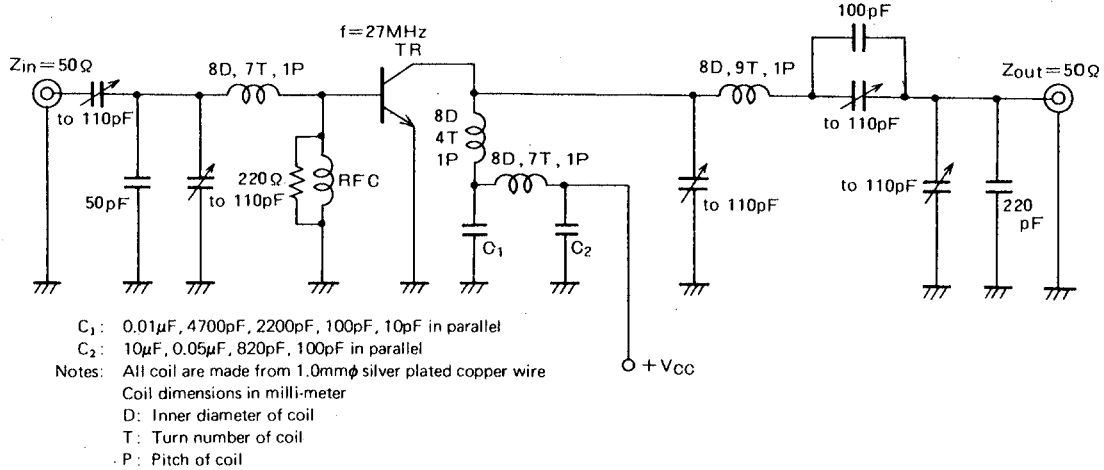 100pF
f=27MHz
TR
Zin=50Ω
8D, 7T, 1P
8D, 9T, 1P
Zout=50Ω
to 110pF
to 110pF
8D
4T
1P
8D, 7T, 1P
50pF
to 110pF
220Ω
RFC
to 110pF
to 110pF
220
pF
C₁
C₂
C₁: 0.01μF, 4700pF, 2200pF, 100pF, 10pF in parallel
C₂: 10μF, 0.05μF, 820pF, 100pF in parallel
Notes: All coil are made from 1.0mmϕ silver plated copper wire
Coil dimensions in milli-meter
D: Inner diameter of coil
T: Turn number of coil
P: Pitch of coil
+VCC